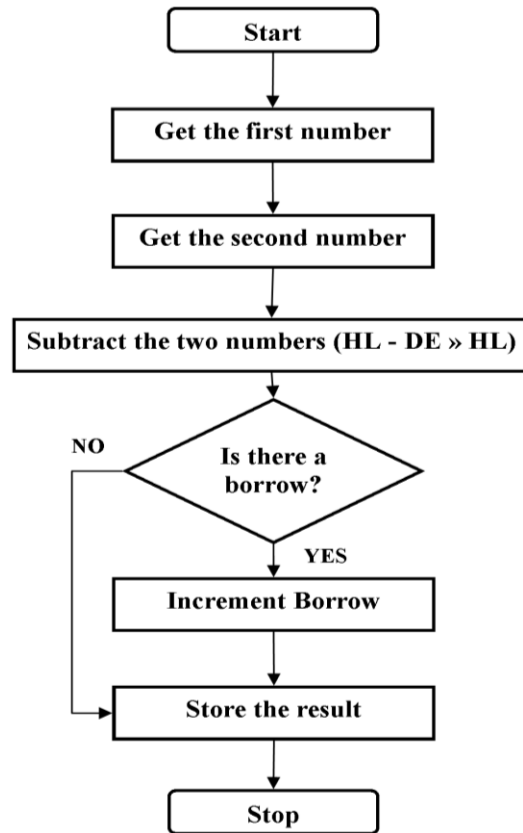 Start
Get the first number
Get the second number
Subtract the two numbers (HL - DE » HL)
NO
Is there a
borrow?
YES
Increment Borrow
Store the result
Stop